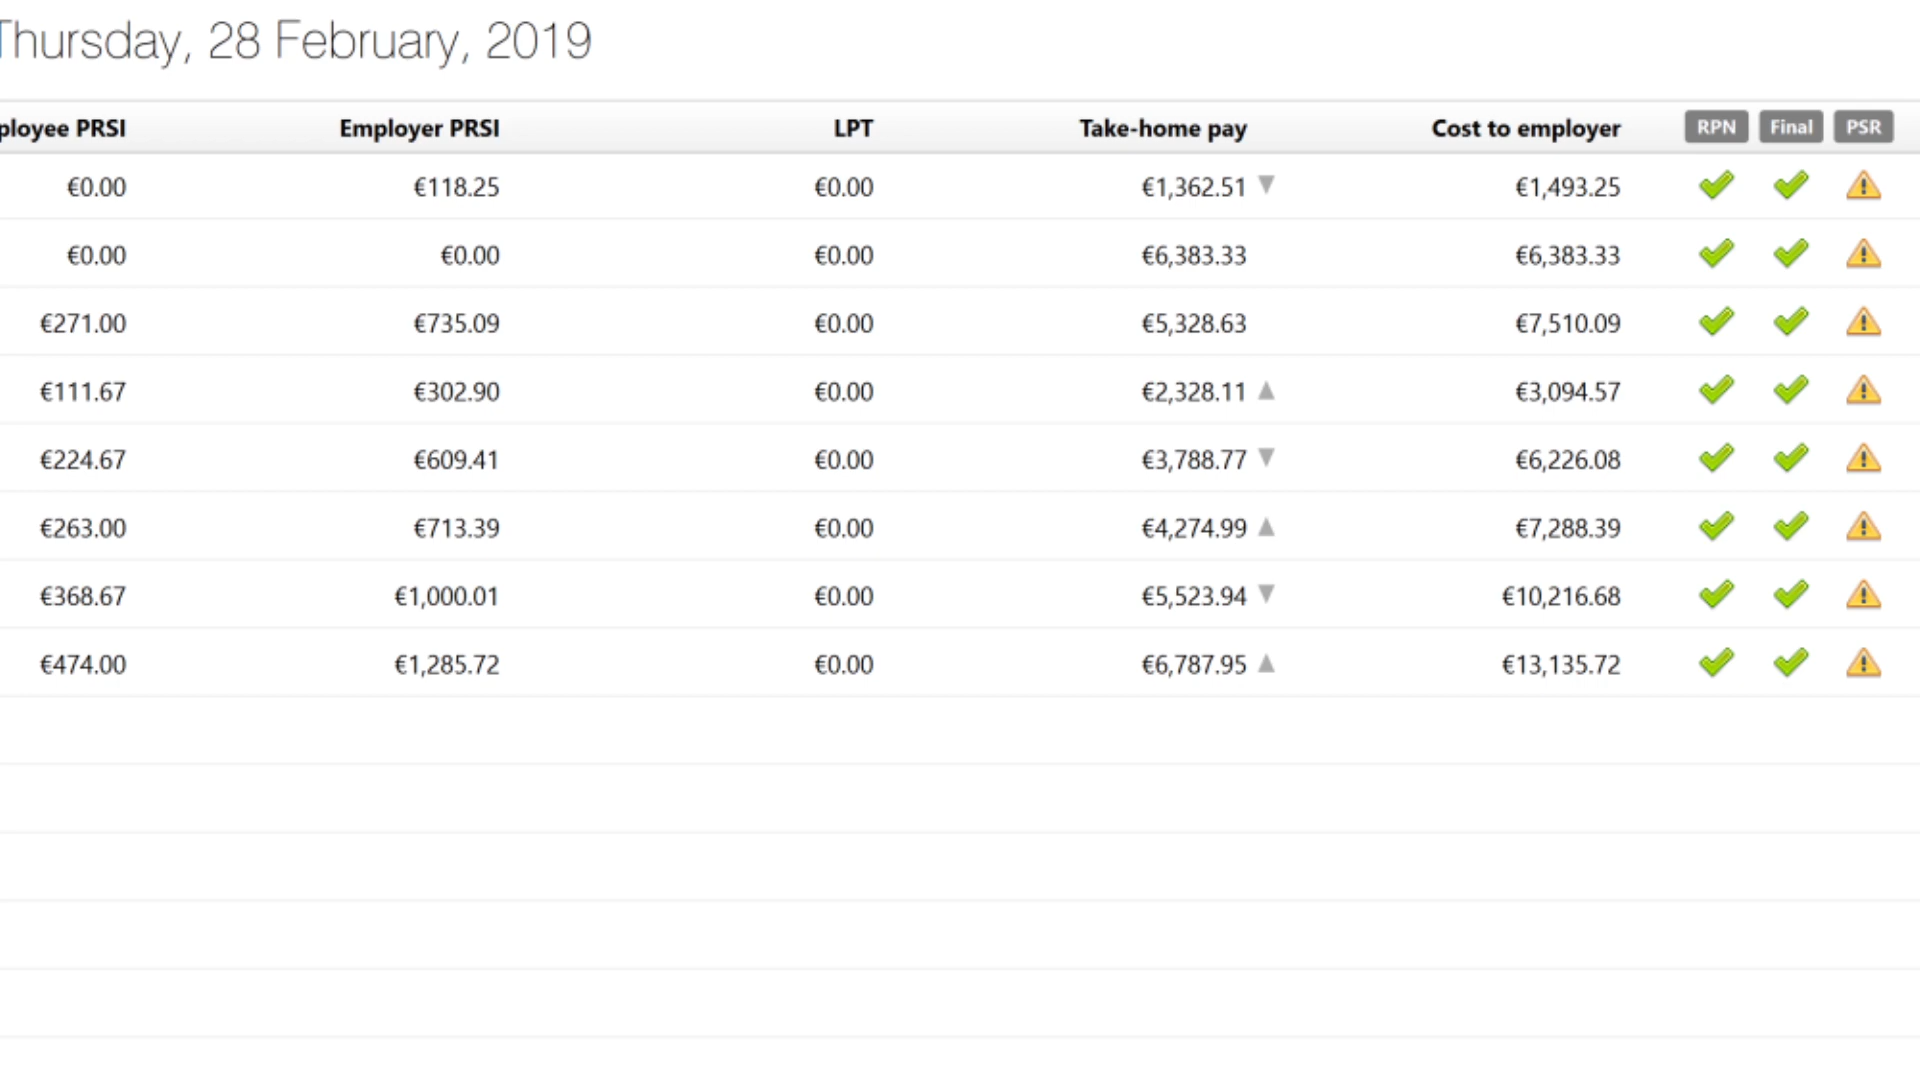 Thursday, 28 February, 2019
ployee PRSI Employer PRSI LPT Take-home pay Cost to employer RPN Final PSR
€0.00 €118.25 €0.00 €1,362.51 €1,493.25
€0.00 €0.00 €0.00 €6,383.33 €6,383.33
€271.00 €735.09 €0.00 €5,328.63 €7,510.09
€111.67 €302.90 €0.00 €2,328.11 €3,094.57
€224.67 €609.41 €0.00 €3,788.77 €6,226.08
€263.00 €713.39 €0.00 €4,274.99 €7,288.39
€368.67 €1,000.01 €0.00 €5,523.94 €10,216.68
€474.00 €1,285.72 €0.00 €6,787.95 €13,135.72